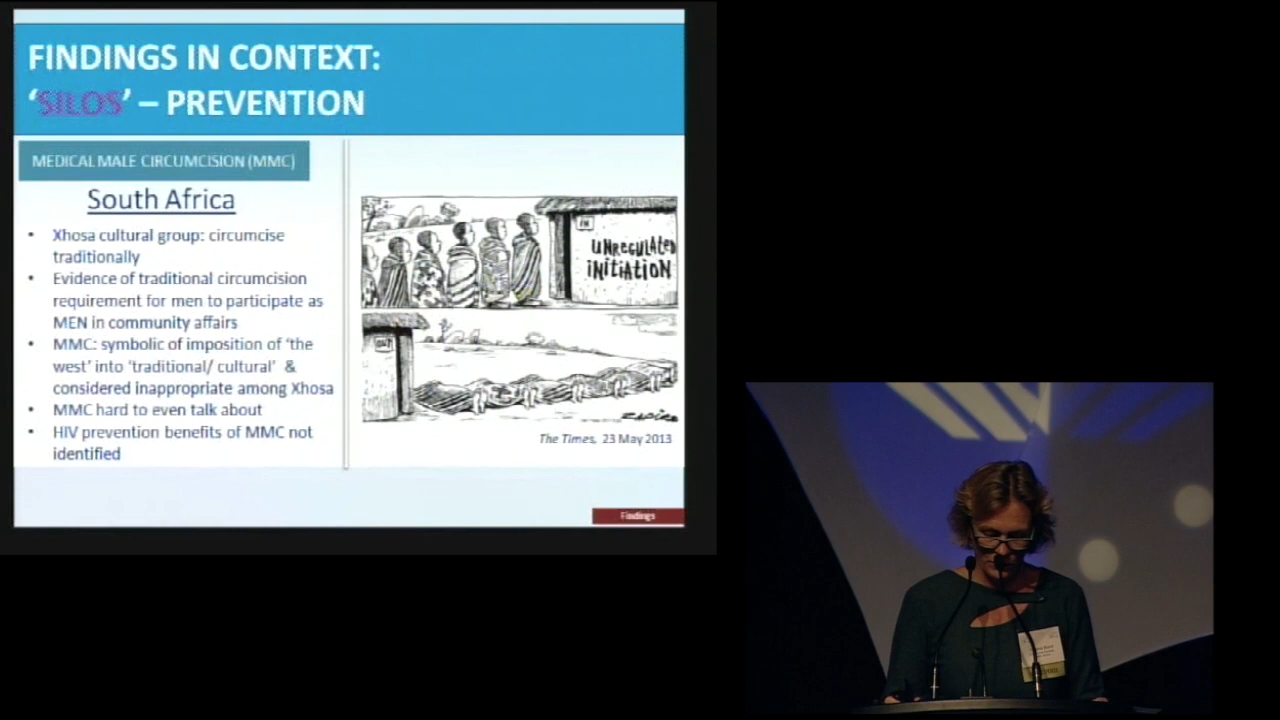 FINDINGS IN CONTEXT:
‘SILOS’ – PREVENTION
MEDICAL MALE CIRCUMCISION (MMC)
South Africa
• Xhosa cultural group: circumcise
traditionally
• Evidence of traditional circumcision
requirement for men to participate as
MEN in community affairs
• MMC: symbolic of imposition of ‘the
west’ into ‘traditional/ cultural’ &
considered inappropriate among Xhosa
• MMC hard to even talk about
• HIV prevention benefits of MMC not
identified
IN
UNREGULATED
INITIATION
OUT
The Times, 23 May 2013
Findings